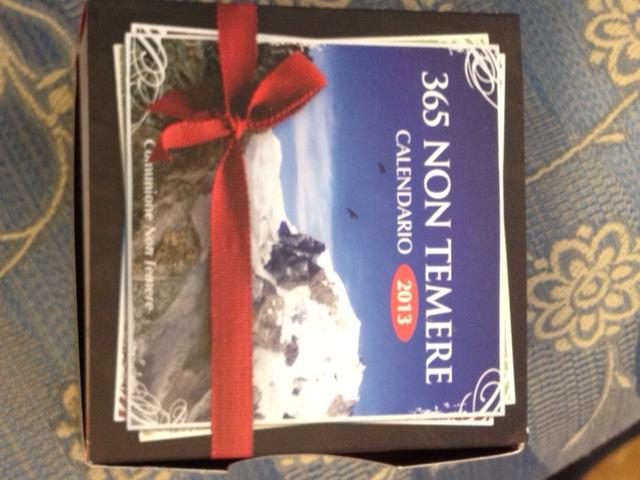 365 NON TEMERE
CALENDARIO 2013
Comunione Non Temere